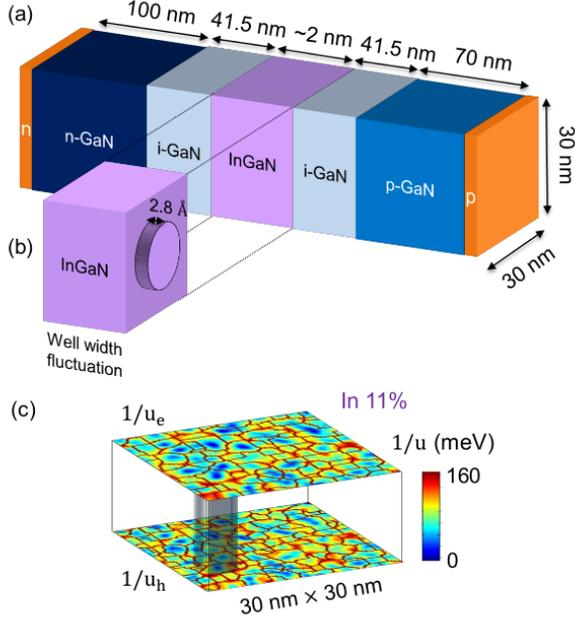 (a)
100 nm 41.5 nm ~2 nm 41.5 nm 70 nm
n n-GaN i-GaN InGaN i-GaN p-GaN p
30 nm
30 nm
(b)
2.8 Å
InGaN
Well width
fluctuation
(c)
In 11%
1/uₑ
1/u (meV)
160
0
1/uₕ
30 nm × 30 nm